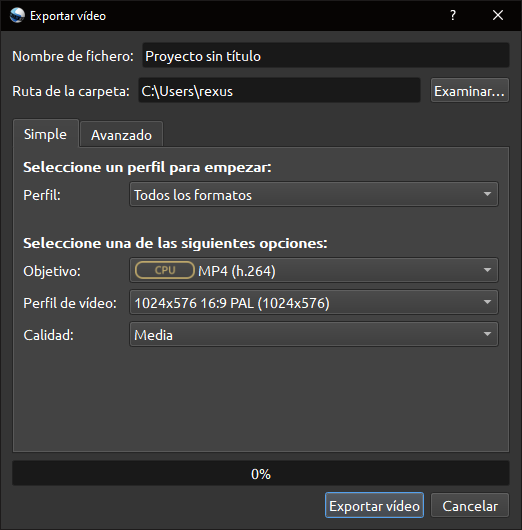 Exportar vídeo
?
Nombre de fichero: Proyecto sin título
Ruta de la carpeta: C:\Users\rexus Examinar...
Simple Avanzado
Seleccione un perfil para empezar:
Perfil: Todos los formatos
Seleccione una de las siguientes opciones:
Objetivo: CPU MP4 (h.264)
Perfil de vídeo: 1024x576 16:9 PAL (1024x576)
Calidad: Media
0%
Exportar vídeo Cancelar